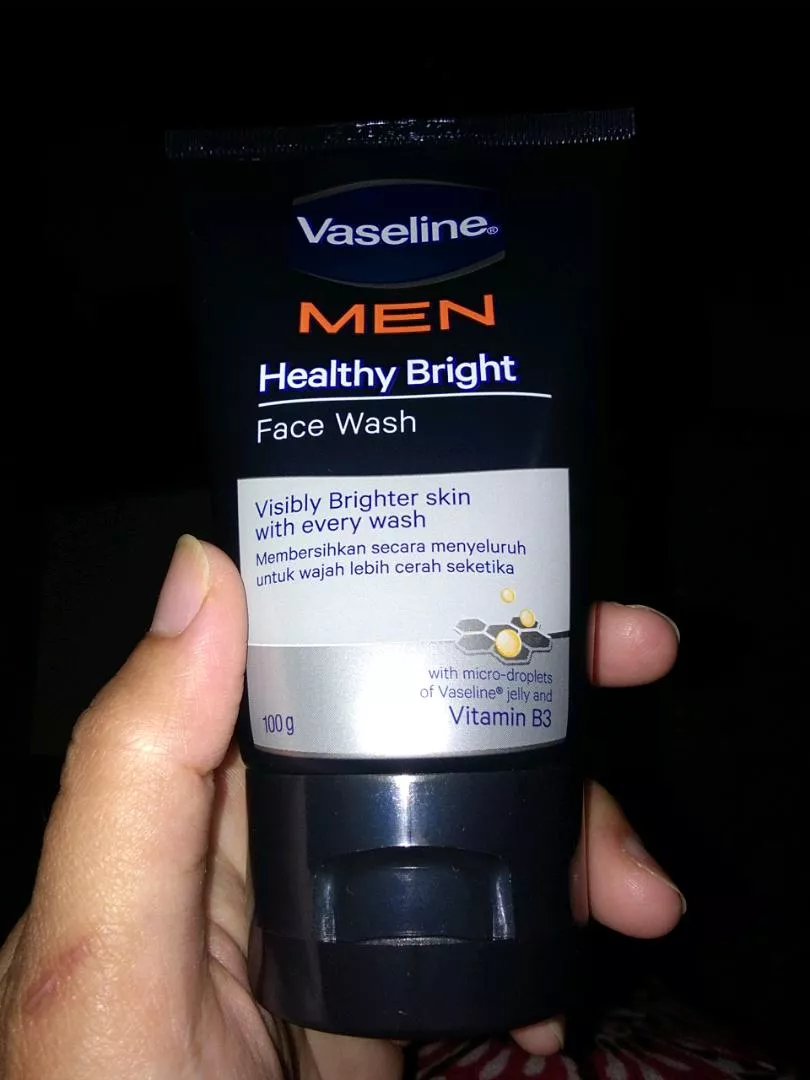 Vaseline®
MEN
Healthy Bright
Face Wash
Visibly Brighter skin
with every wash
Membersihkan secara menyeluruh
untuk wajah lebih cerah seketika
with micro-droplets
of Vaseline® jelly and
Vitamin B3
100 g